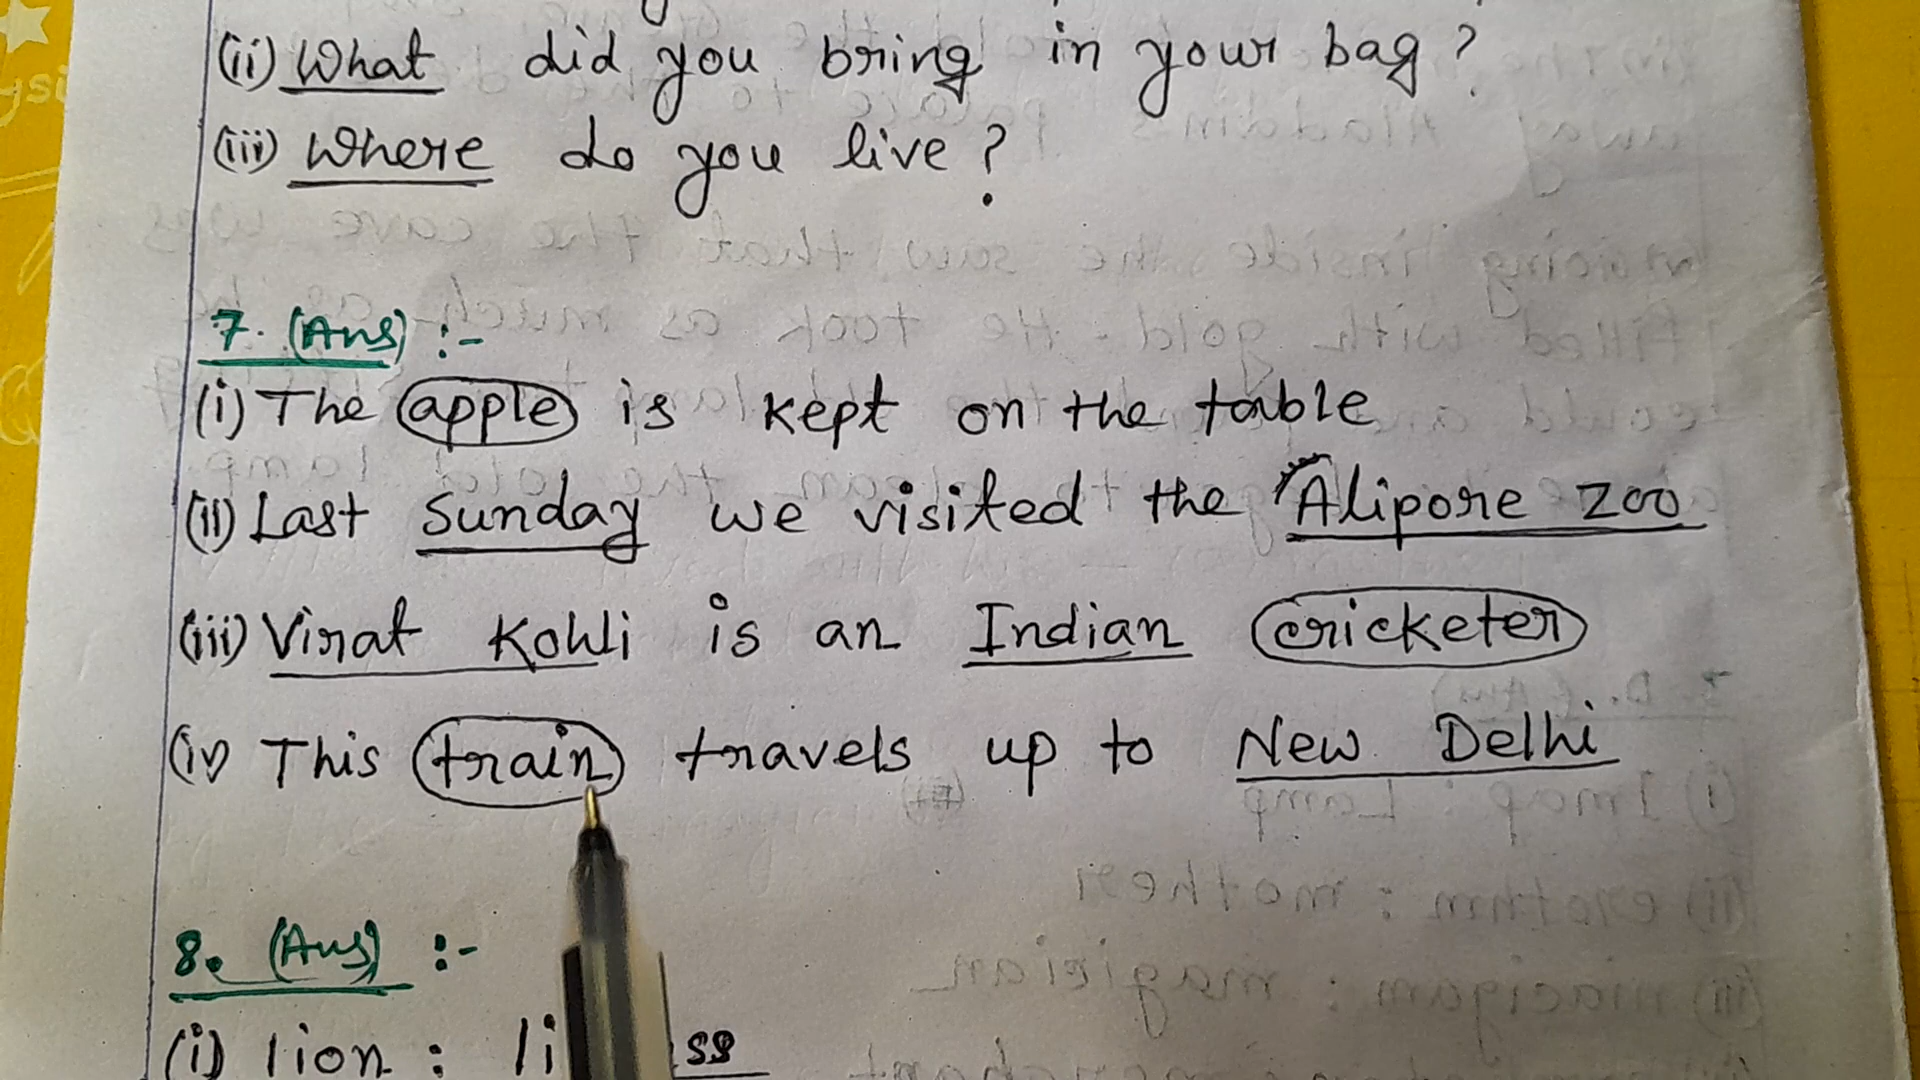 (ii) What did you bring in your bag?
(iii) Where do you live?
7. (Ans) :-
(i) The apple is kept on the table
(ii) Last Sunday we visited the Alipore zoo
(iii) Virat Kohli is an Indian cricketer
(iv) This train travels up to New Delhi
8. (Ans) :-
(i) lion : li ss